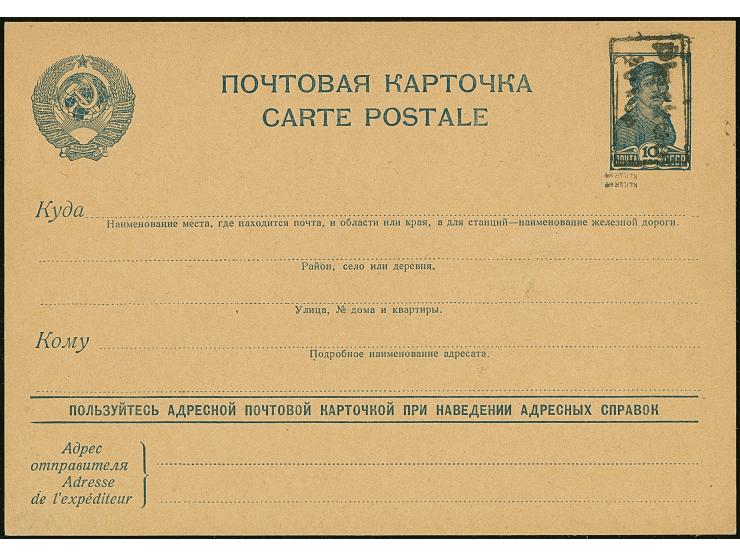 ПОЧТОВАЯ КАРТОЧКА
CARTE POSTALE
10
ПОЧТА СССР
Куда
Наименование места, где находится почта, и области или края, а для станций—наименование железной дороги.
Район, село или деревня.
Улица, № дома и квартиры.
Кому
Подробное наименование адресата.
ПОЛЬЗУЙТЕСЬ АДРЕСНОЙ ПОЧТОВОЙ КАРТОЧКОЙ ПРИ НАВЕДЕНИИ АДРЕСНЫХ СПРАВОК
Адрес
отправителя
Adresse
de l'expéditeur